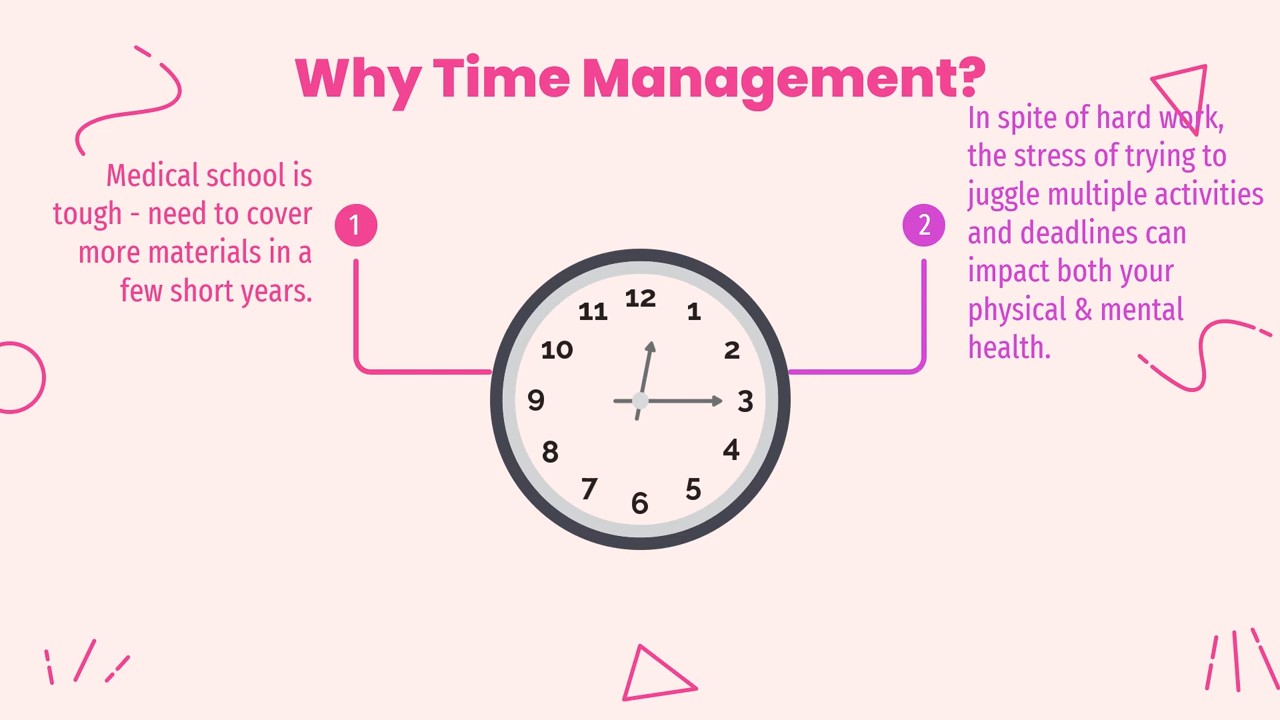 Why Time Management?
Medical school is
tough - need to cover
more materials in a
few short years.
1
2
In spite of hard work,
the stress of trying to
juggle multiple activities
and deadlines can
impact both your
physical & mental
health.
12
11
1
10
2
9
3
8
4
7
5
6